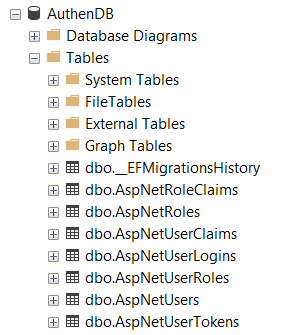 AuthenDB
Database Diagrams
Tables
System Tables
FileTables
External Tables
Graph Tables
dbo.__EFMigrationsHistory
dbo.AspNetRoleClaims
dbo.AspNetRoles
dbo.AspNetUserClaims
dbo.AspNetUserLogins
dbo.AspNetUserRoles
dbo.AspNetUsers
dbo.AspNetUserTokens